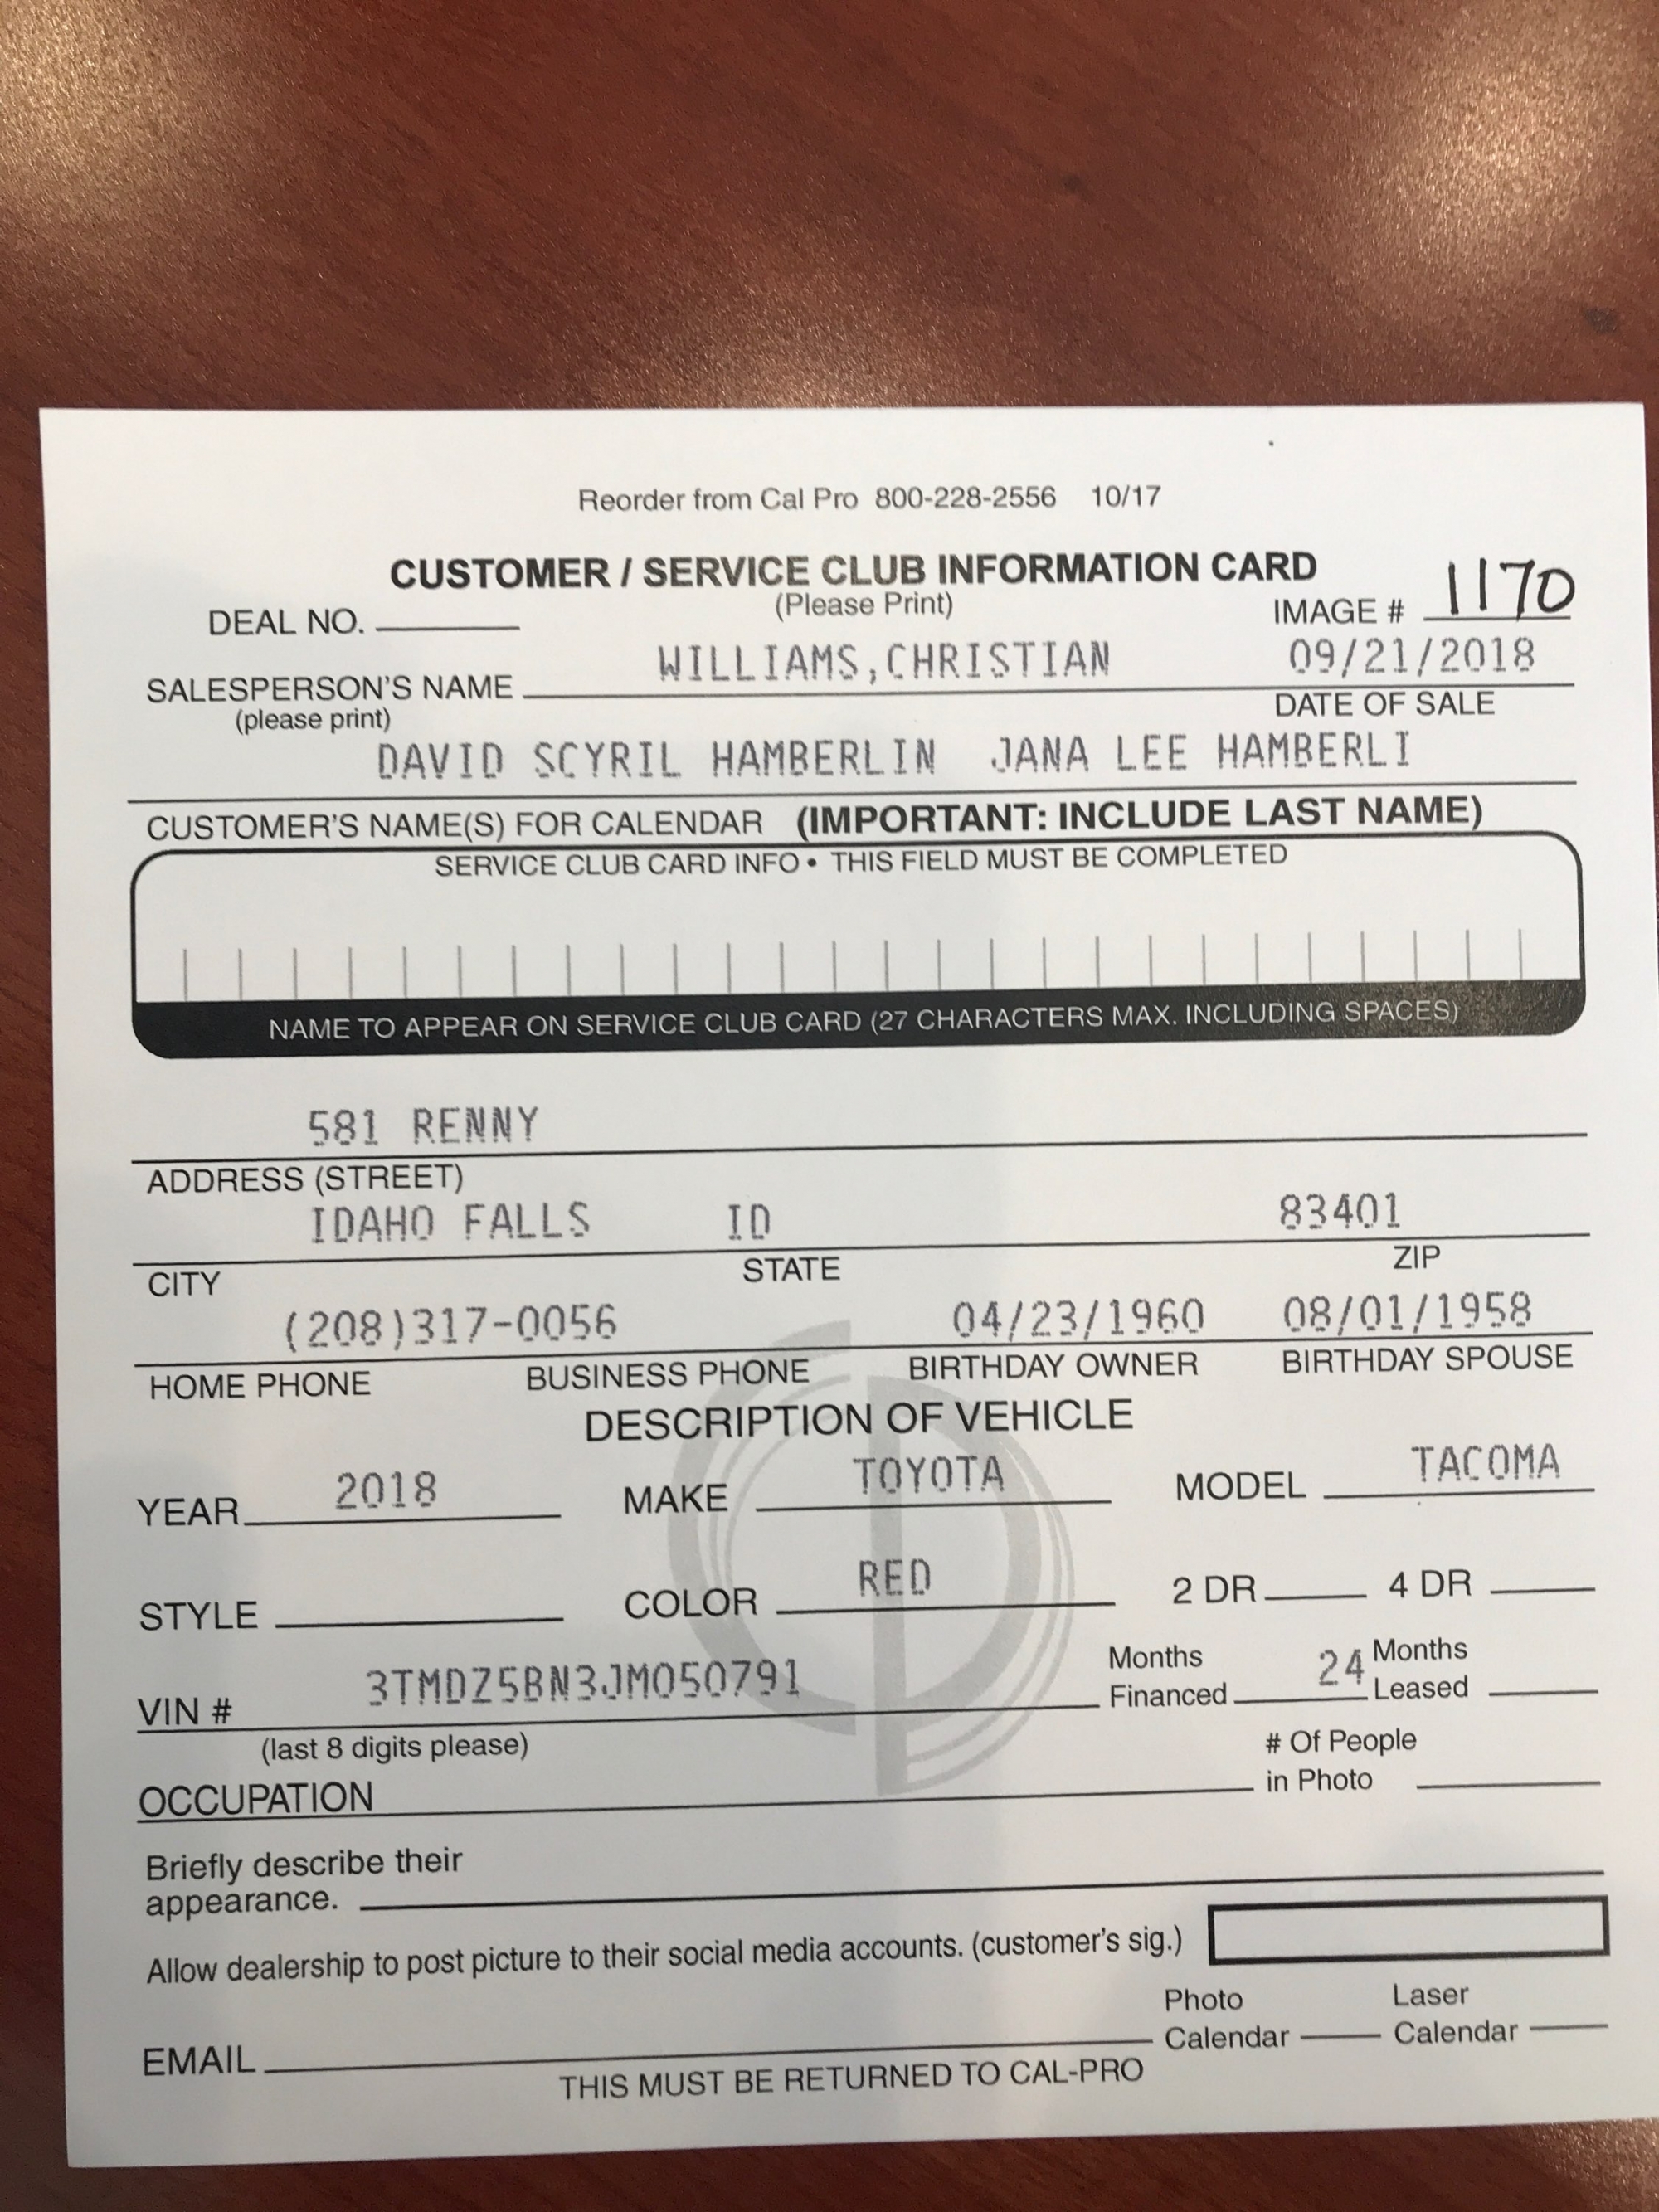 Reorder from Cal Pro 800-228-2556 10/17
CUSTOMER / SERVICE CLUB INFORMATION CARD
(Please Print)
DEAL NO. IMAGE # 1170
WILLIAMS,CHRISTIAN 09/21/2018
SALESPERSON'S NAME DATE OF SALE
(please print)
DAVID SCYRIL HAMBERLIN JANA LEE HAMBERLI
CUSTOMER'S NAME(S) FOR CALENDAR (IMPORTANT: INCLUDE LAST NAME)
SERVICE CLUB CARD INFO • THIS FIELD MUST BE COMPLETED
NAME TO APPEAR ON SERVICE CLUB CARD (27 CHARACTERS MAX. INCLUDING SPACES)
581 RENNY
ADDRESS (STREET)
IDAHO FALLS ID 83401
CITY STATE ZIP
(208)317-0056 04/23/1960 08/01/1958
HOME PHONE BUSINESS PHONE BIRTHDAY OWNER BIRTHDAY SPOUSE
DESCRIPTION OF VEHICLE
YEAR 2018 MAKE TOYOTA MODEL TACOMA
STYLE COLOR RED 2 DR 4 DR
VIN # 3TMDZ5BN3JM050791 Months Financed 24 Months Leased
(last 8 digits please)
OCCUPATION # Of People in Photo
Briefly describe their
appearance.
Allow dealership to post picture to their social media accounts. (customer's sig.)
EMAIL Photo Calendar Laser Calendar
THIS MUST BE RETURNED TO CAL-PRO